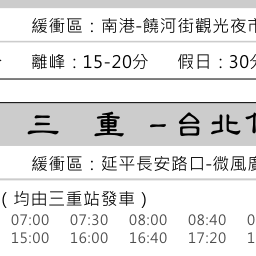 緩衝區：南港-饒河街觀光夜市
離峰：15-20分 假日：30分
三 重 － 台北
緩衝區：延平長安路口-微風廣
( 均由三重站發車 )
07:00 07:30 08:00 08:40
15:00 16:00 16:40 17:20